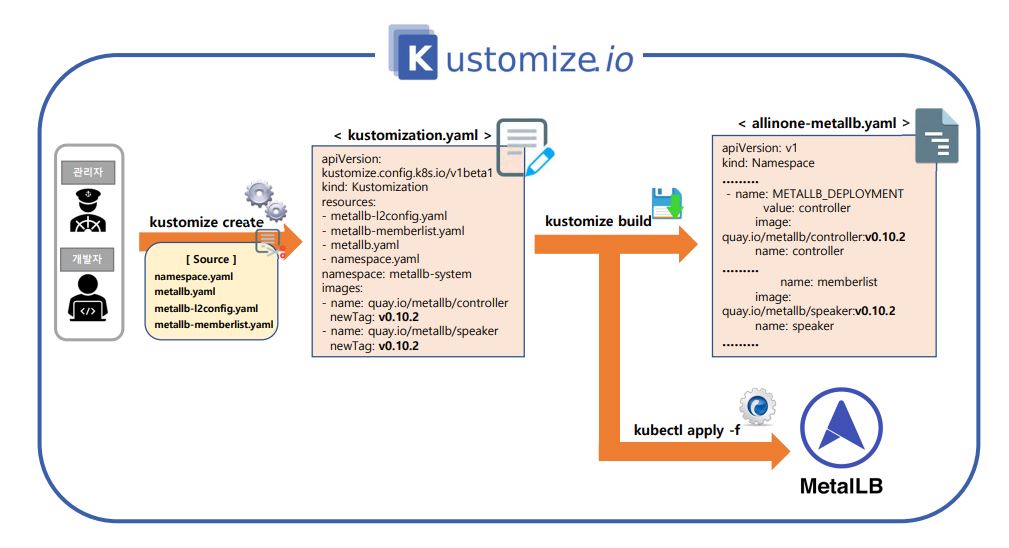 Kustomize.io
관리자
개발자
kustomize create
[ Source ]
namespace.yaml
metallb.yaml
metallb-l2config.yaml
metallb-memberlist.yaml
< kustomization.yaml >
apiVersion:
kustomize.config.k8s.io/v1beta1
kind: Kustomization
resources:
- metallb-l2config.yaml
- metallb-memberlist.yaml
- metallb.yaml
- namespace.yaml
namespace: metallb-system
images:
- name: quay.io/metallb/controller
newTag: v0.10.2
- name: quay.io/metallb/speaker
newTag: v0.10.2
kustomize build
< allinone-metallb.yaml >
apiVersion: v1
kind: Namespace
.........
- name: METALLB_DEPLOYMENT
value: controller
image:
quay.io/metallb/controller:v0.10.2
name: controller
.........
name: memberlist
image:
quay.io/metallb/speaker:v0.10.2
name: speaker
.........
kubectl apply -f
MetalLB